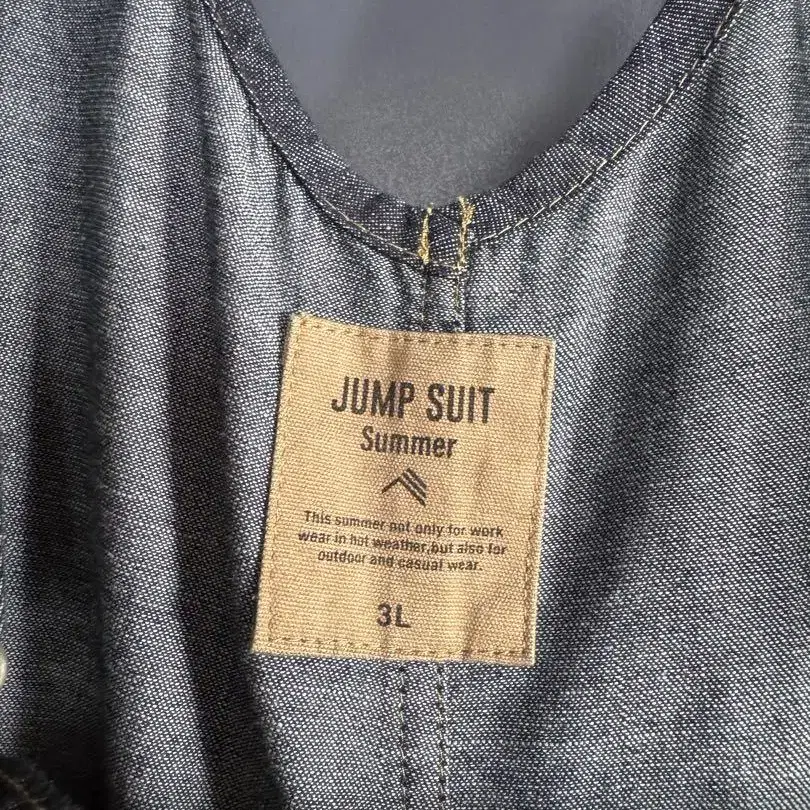 JUMP SUIT
Summer
This summer not only for work
wear in hot weather,but also for
outdoor and casual wear.
3L